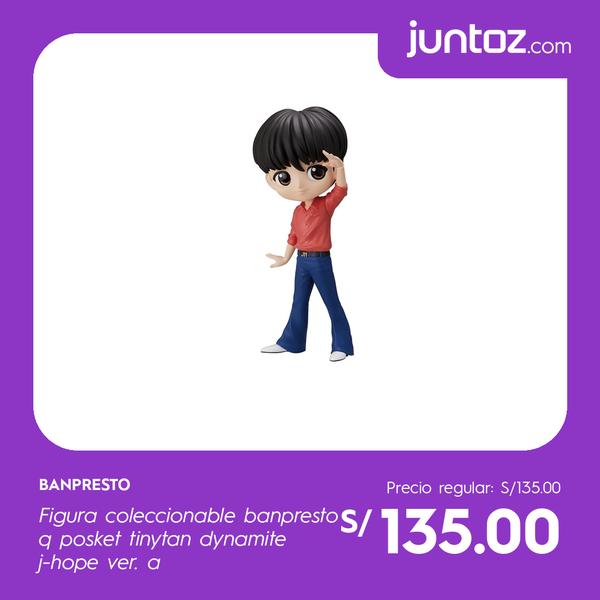 juntoz.com
BANPRESTO
Precio regular: S/135.00
Figura coleccionable banpresto
q posket tinytan dynamite
j-hope ver. a
S/ 135.00